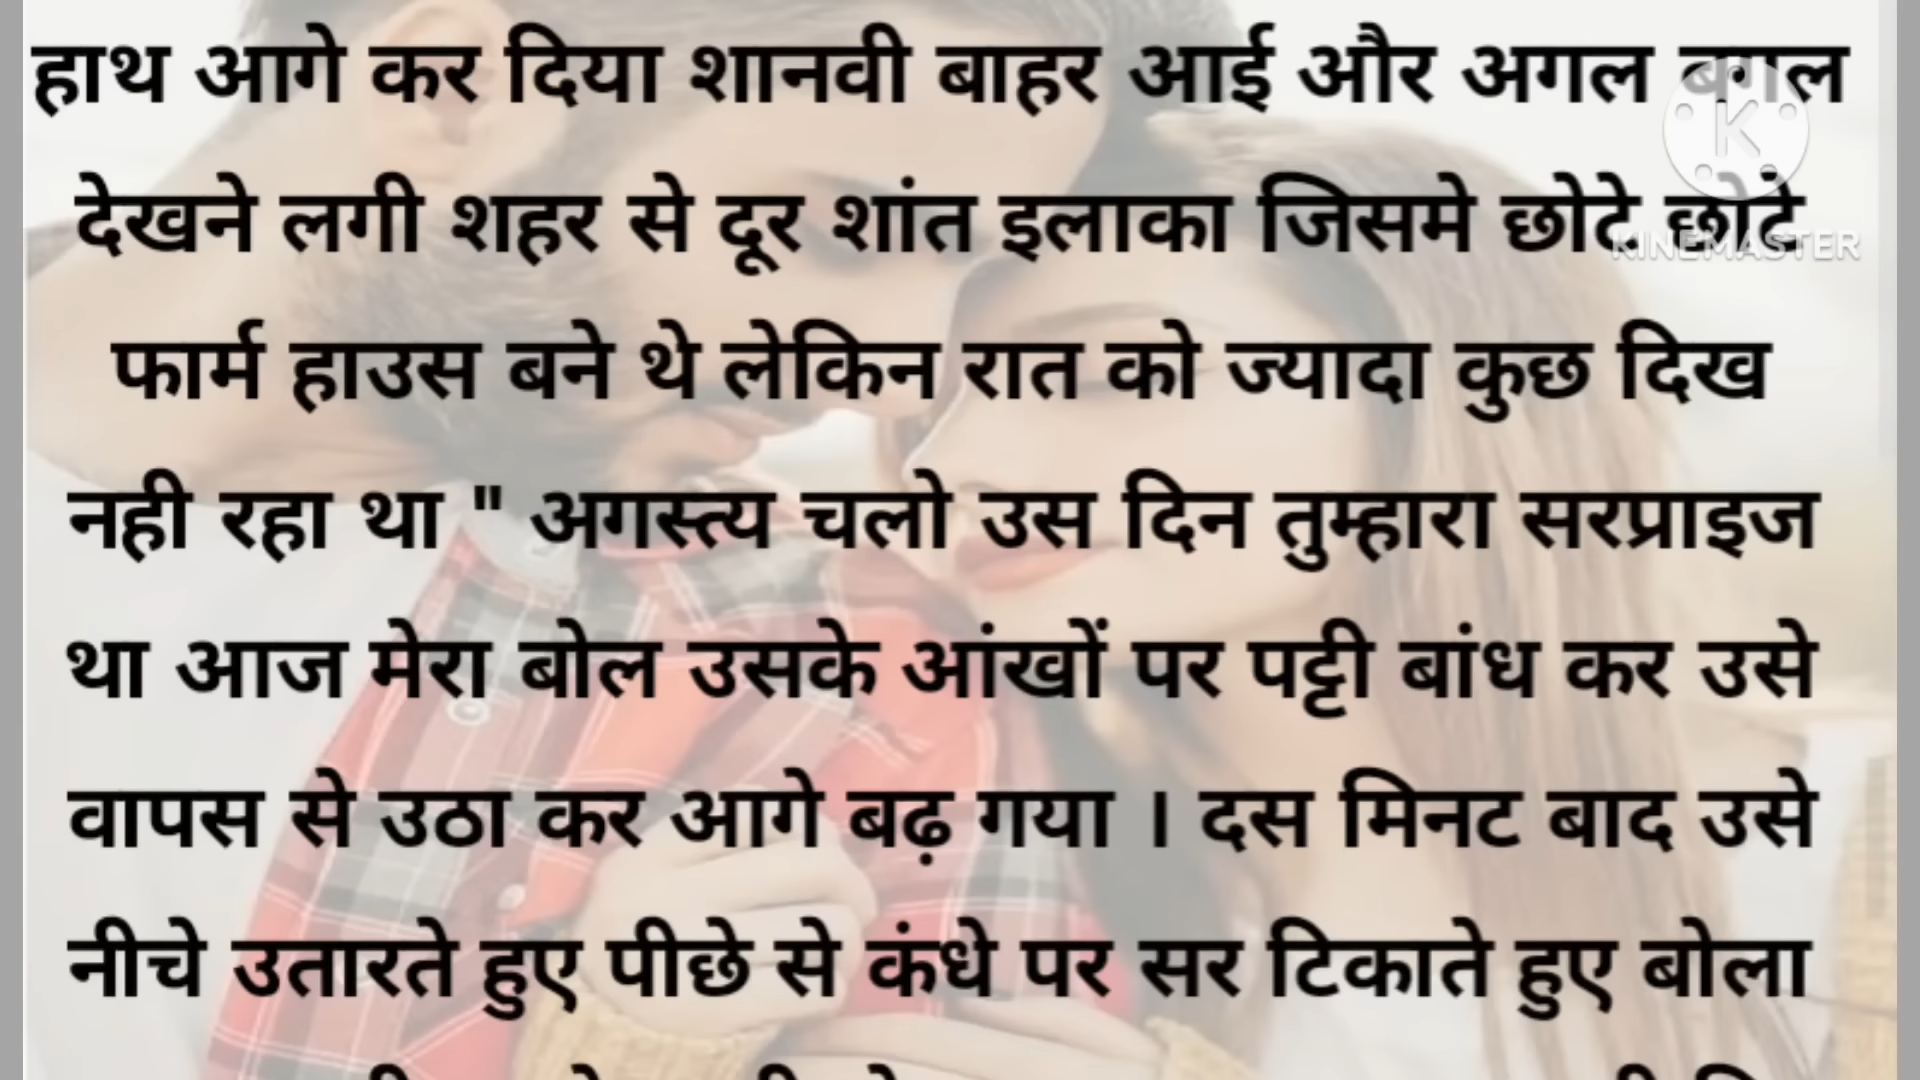 हाथ आगे कर दिया शानवी बाहर आई और अगल बगल
देखने लगी शहर से दूर शांत इलाका जिसमे छोटे छोटे
फार्म हाउस बने थे लेकिन रात को ज्यादा कुछ दिख
नही रहा था " अगस्त्य चलो उस दिन तुम्हारा सरप्राइज
था आज मेरा बोल उसके आंखों पर पट्टी बांध कर उसे
वापस से उठा कर आगे बढ़ गया । दस मिनट बाद उसे
नीचे उतारते हुए पीछे से कंधे पर सर टिकाते हुए बोला
K
KINEMASTER